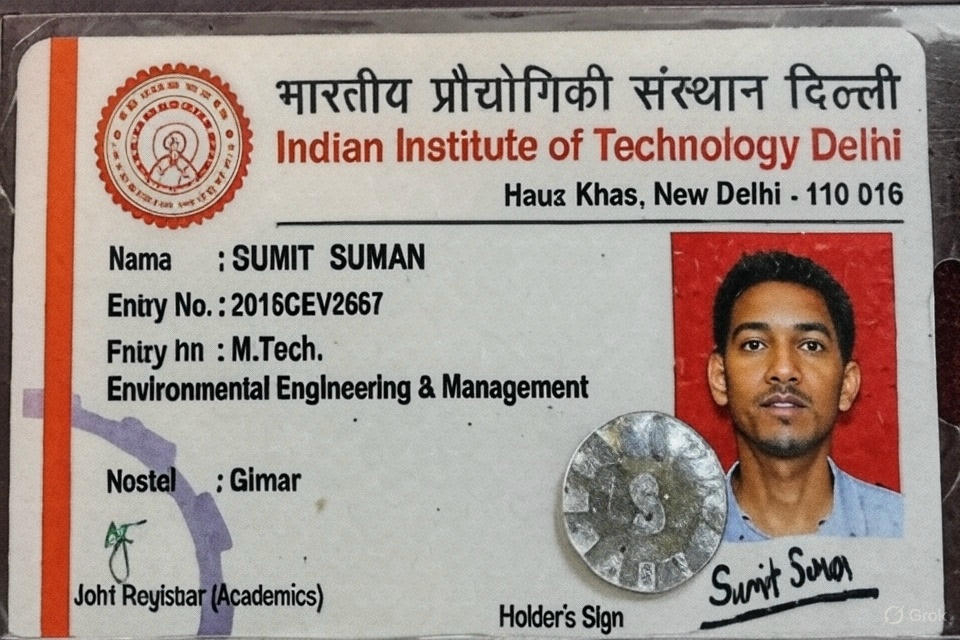 भारतीय प्रौद्योगिकी संस्थान दिल्ली
Indian Institute of Technology Delhi
Hauz Khas, New Delhi - 110 016
Nama : SUMIT SUMAN
Entry No. : 2016CEV2667
Fniry hn : M.Tech.
Environmental EngIneering & Management
Nostel : Gimar
Joht Reyistbar (Academics)
Holder's Sign
Sumit Suman
Grok